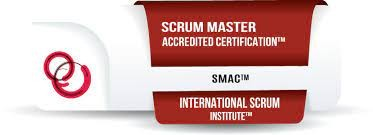 SCRUM MASTER
ACCREDITED CERTIFICATION™
SMAC™
INTERNATIONAL SCRUM
INSTITUTE™